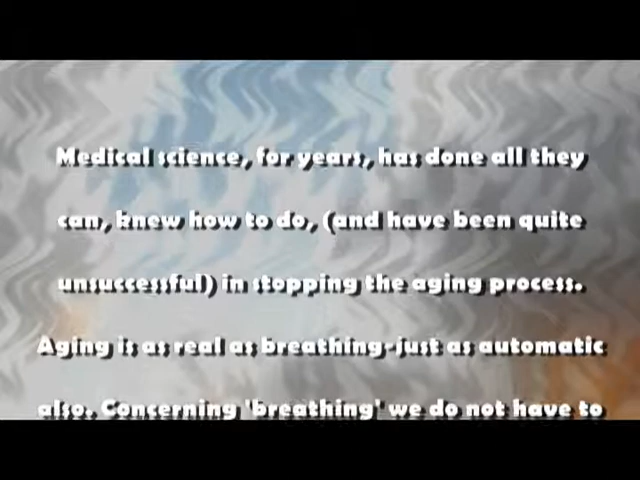 Medical science, for years, has done all they
can, knew how to do, (and have been quite
unsuccessful) in stopping the aging process.
Aging is as real as breathing-just as automatic
also. Concerning 'breathing' we do not have to